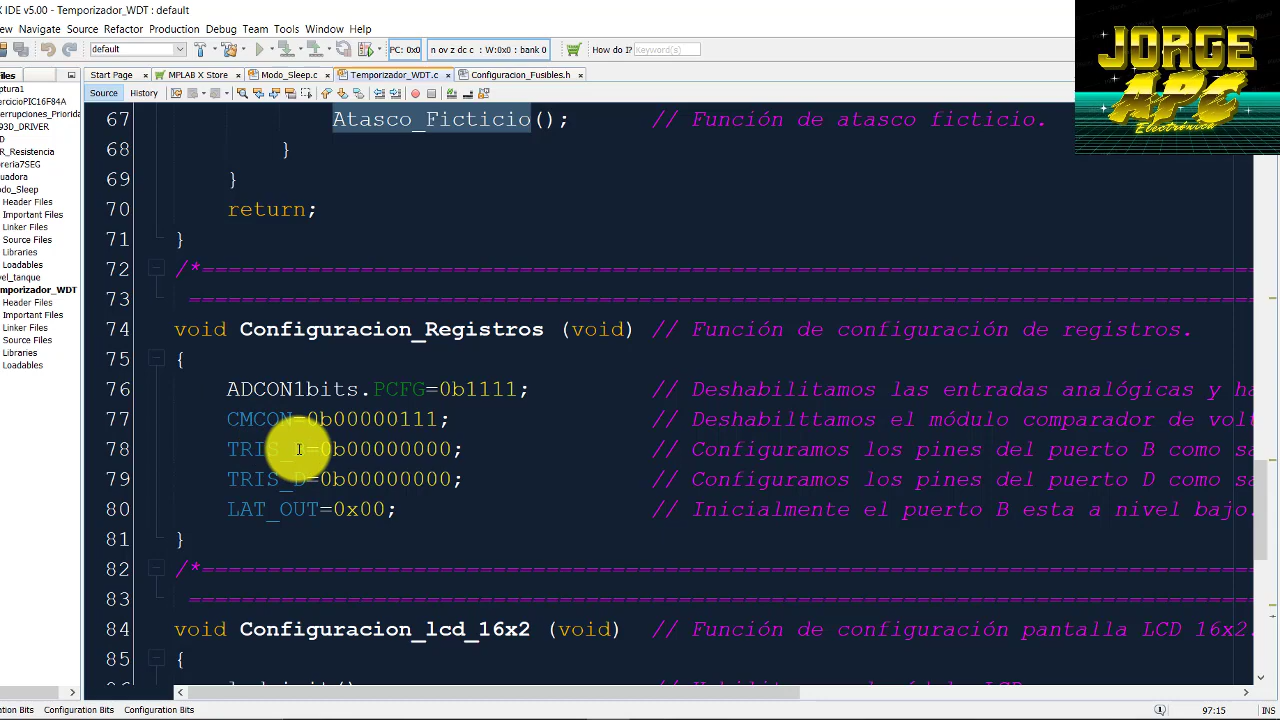 X IDE v5.00 - Temporizador_WDT : default
Navigate Source Refactor Production Debug Team Tools Window Help
default PC: 0x0 n ov z dc c : W:0x0 : bank 0 How do I? Keyword(s)
Start Page MPLAB X Store Modo_Sleep.c Temporizador_WDT.c Configuracion_Fusibles.h
Source History
Header Files
Important Files
Linker Files
Source Files
Libraries
Loadables
Header Files
Important Files
Linker Files
Source Files
Libraries
Loadables
67 Atasco_Ficticio(); // Función de atasco ficticio.
68 }
69 }
70 return;
71 }
72 /*================================================
73 ================================================
74 void Configuracion_Registros (void) // Función de configuración de registros.
75 {
76 ADCON1bits.PCFG=0b1111; // Deshabilitamos las entradas analógicas y ha
77 CMCON=0b00000111; // Deshabilttamos el módulo comparador de vol
78 TRIS_ =0b00000000; // Configuramos los pines del puerto B como sa
79 TRIS_D=0b00000000; // Configuramos los pines del puerto D como sa
80 LAT_OUT=0x00; // Inicialmente el puerto B esta a nivel bajo.
81 }
82 /*================================================
83 ================================================
84 void Configuracion_lcd_16x2 (void) // Función de configuración pantalla LCD 16x2.
85 {
Configuration Bits Configuration Bits
97:15 INS
JORGE
APC
Electrónica